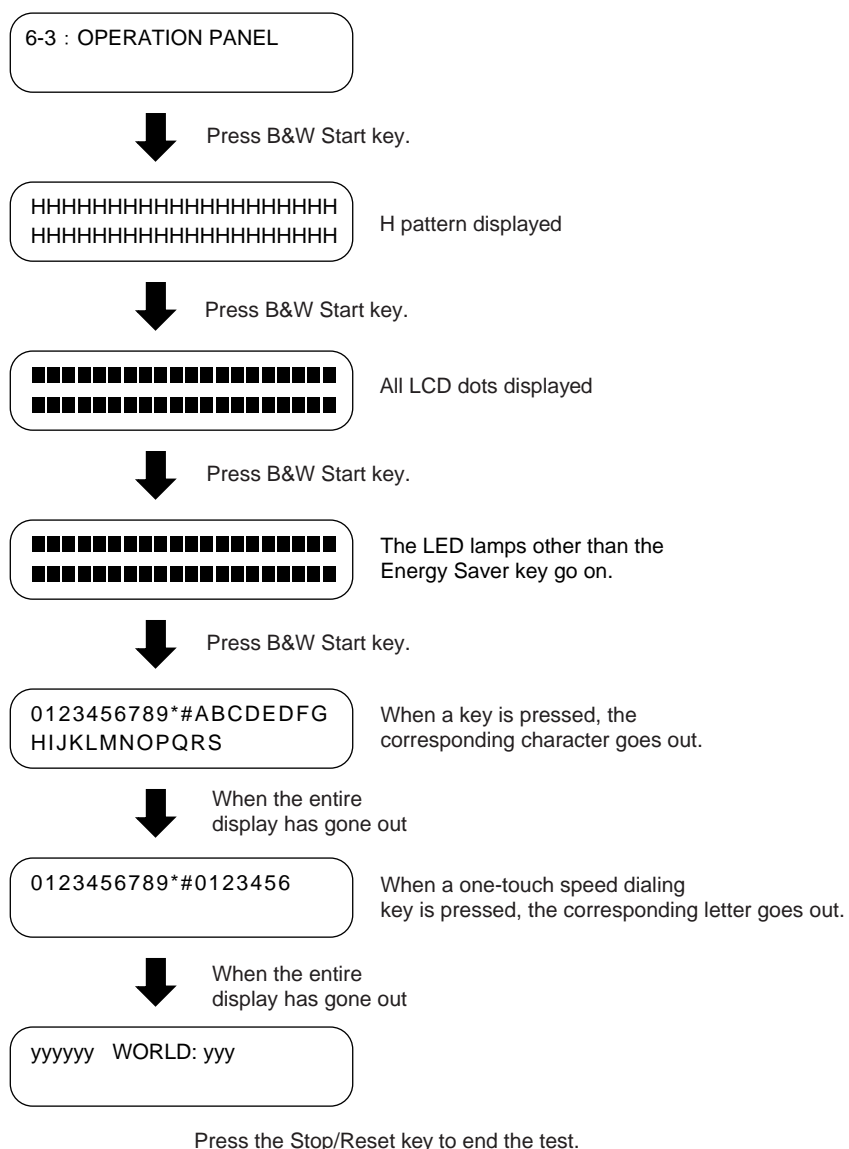 6-3 : OPERATION PANEL
Press B&W Start key.
HHHHHHHHHHHHHHHHHHHH
HHHHHHHHHHHHHHHHHHHH
H pattern displayed
Press B&W Start key.
■■■■■■■■■■■■■■■■■■■■
■■■■■■■■■■■■■■■■■■■■
All LCD dots displayed
Press B&W Start key.
■■■■■■■■■■■■■■■■■■■■
■■■■■■■■■■■■■■■■■■■■
The LED lamps other than the
Energy Saver key go on.
Press B&W Start key.
0123456789*#ABCDEDFG
HIJKLMNOPQRS
When a key is pressed, the
corresponding character goes out.
When the entire
display has gone out
0123456789*#0123456
When a one-touch speed dialing
key is pressed, the corresponding letter goes out.
When the entire
display has gone out
yyyyyy WORLD: yyy
Press the Stop/Reset key to end the test.